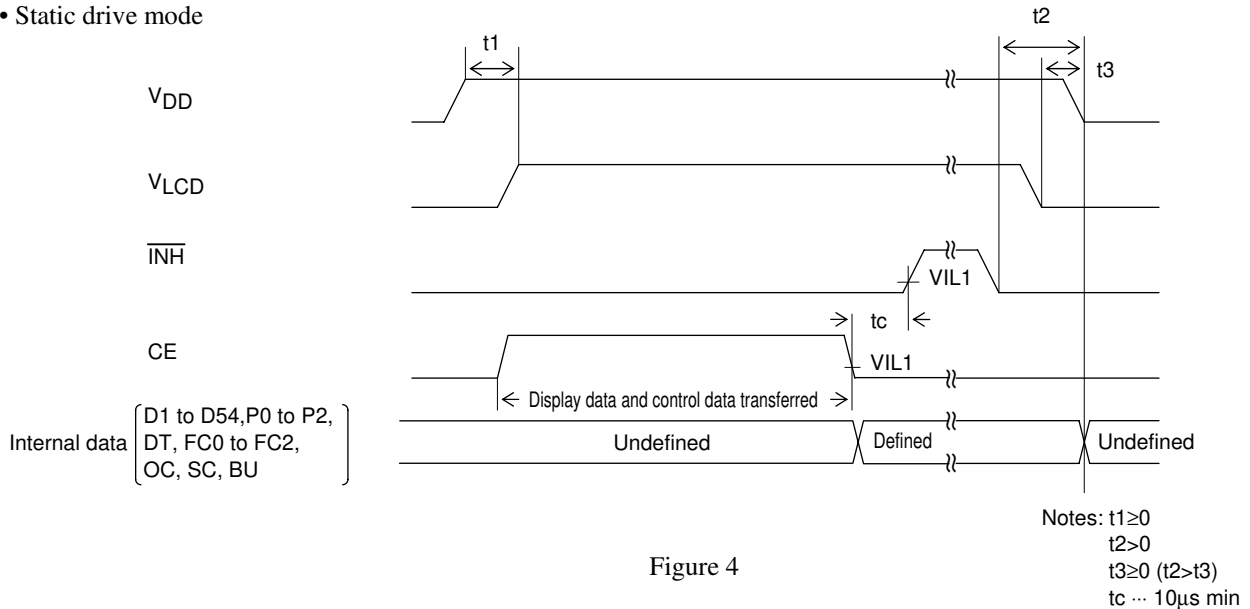 • Static drive mode
t2
t1
t3
VDD
VLCD
INH
VIL1
tc
CE
VIL1
Display data and control data transferred
Internal data
D1 to D54,P0 to P2,
DT, FC0 to FC2,
OC, SC, BU
Undefined
Defined
Undefined
Notes: t1≥0
t2>0
t3≥0 (t2>t3)
tc ··· 10μs min
Figure 4